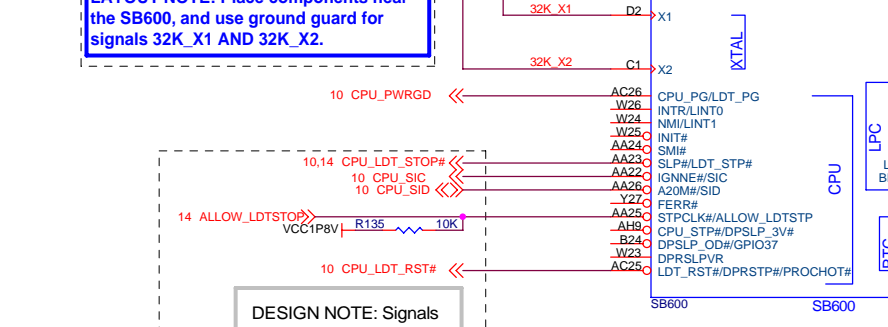 LAYOUT NOTE: Place components near
the SB600, and use ground guard for
signals 32K_X1 AND 32K_X2.
32K_X1 D2 X1
XTAL
32K_X2 C1 X2
10 CPU_PWRGD AC26 CPU_PG/LDT_PG
W26 INTR/LINT0
W24 NMI/LINT1
W25 INIT#
AA24 SMI#
10,14 CPU_LDT_STOP# AA23 SLP#/LDT_STP#
10 CPU_SIC AA22 IGNNE#/SIC
10 CPU_SID AA26 A20M#/SID
Y27 FERR#
14 ALLOW_LDTSTOP AA25 STPCLK#/ALLOW_LDTSTP
VCC1P8V R135 10K AH9 CPU_STP#/DPSLP_3V#
B24 DPSLP_OD#/GPIO37
W23 DPRSLPVR
10 CPU_LDT_RST# AC25 LDT_RST#/DPRSTP#/PROCHOT#
CPU
LPC
SB600
SB600
DESIGN NOTE: Signals